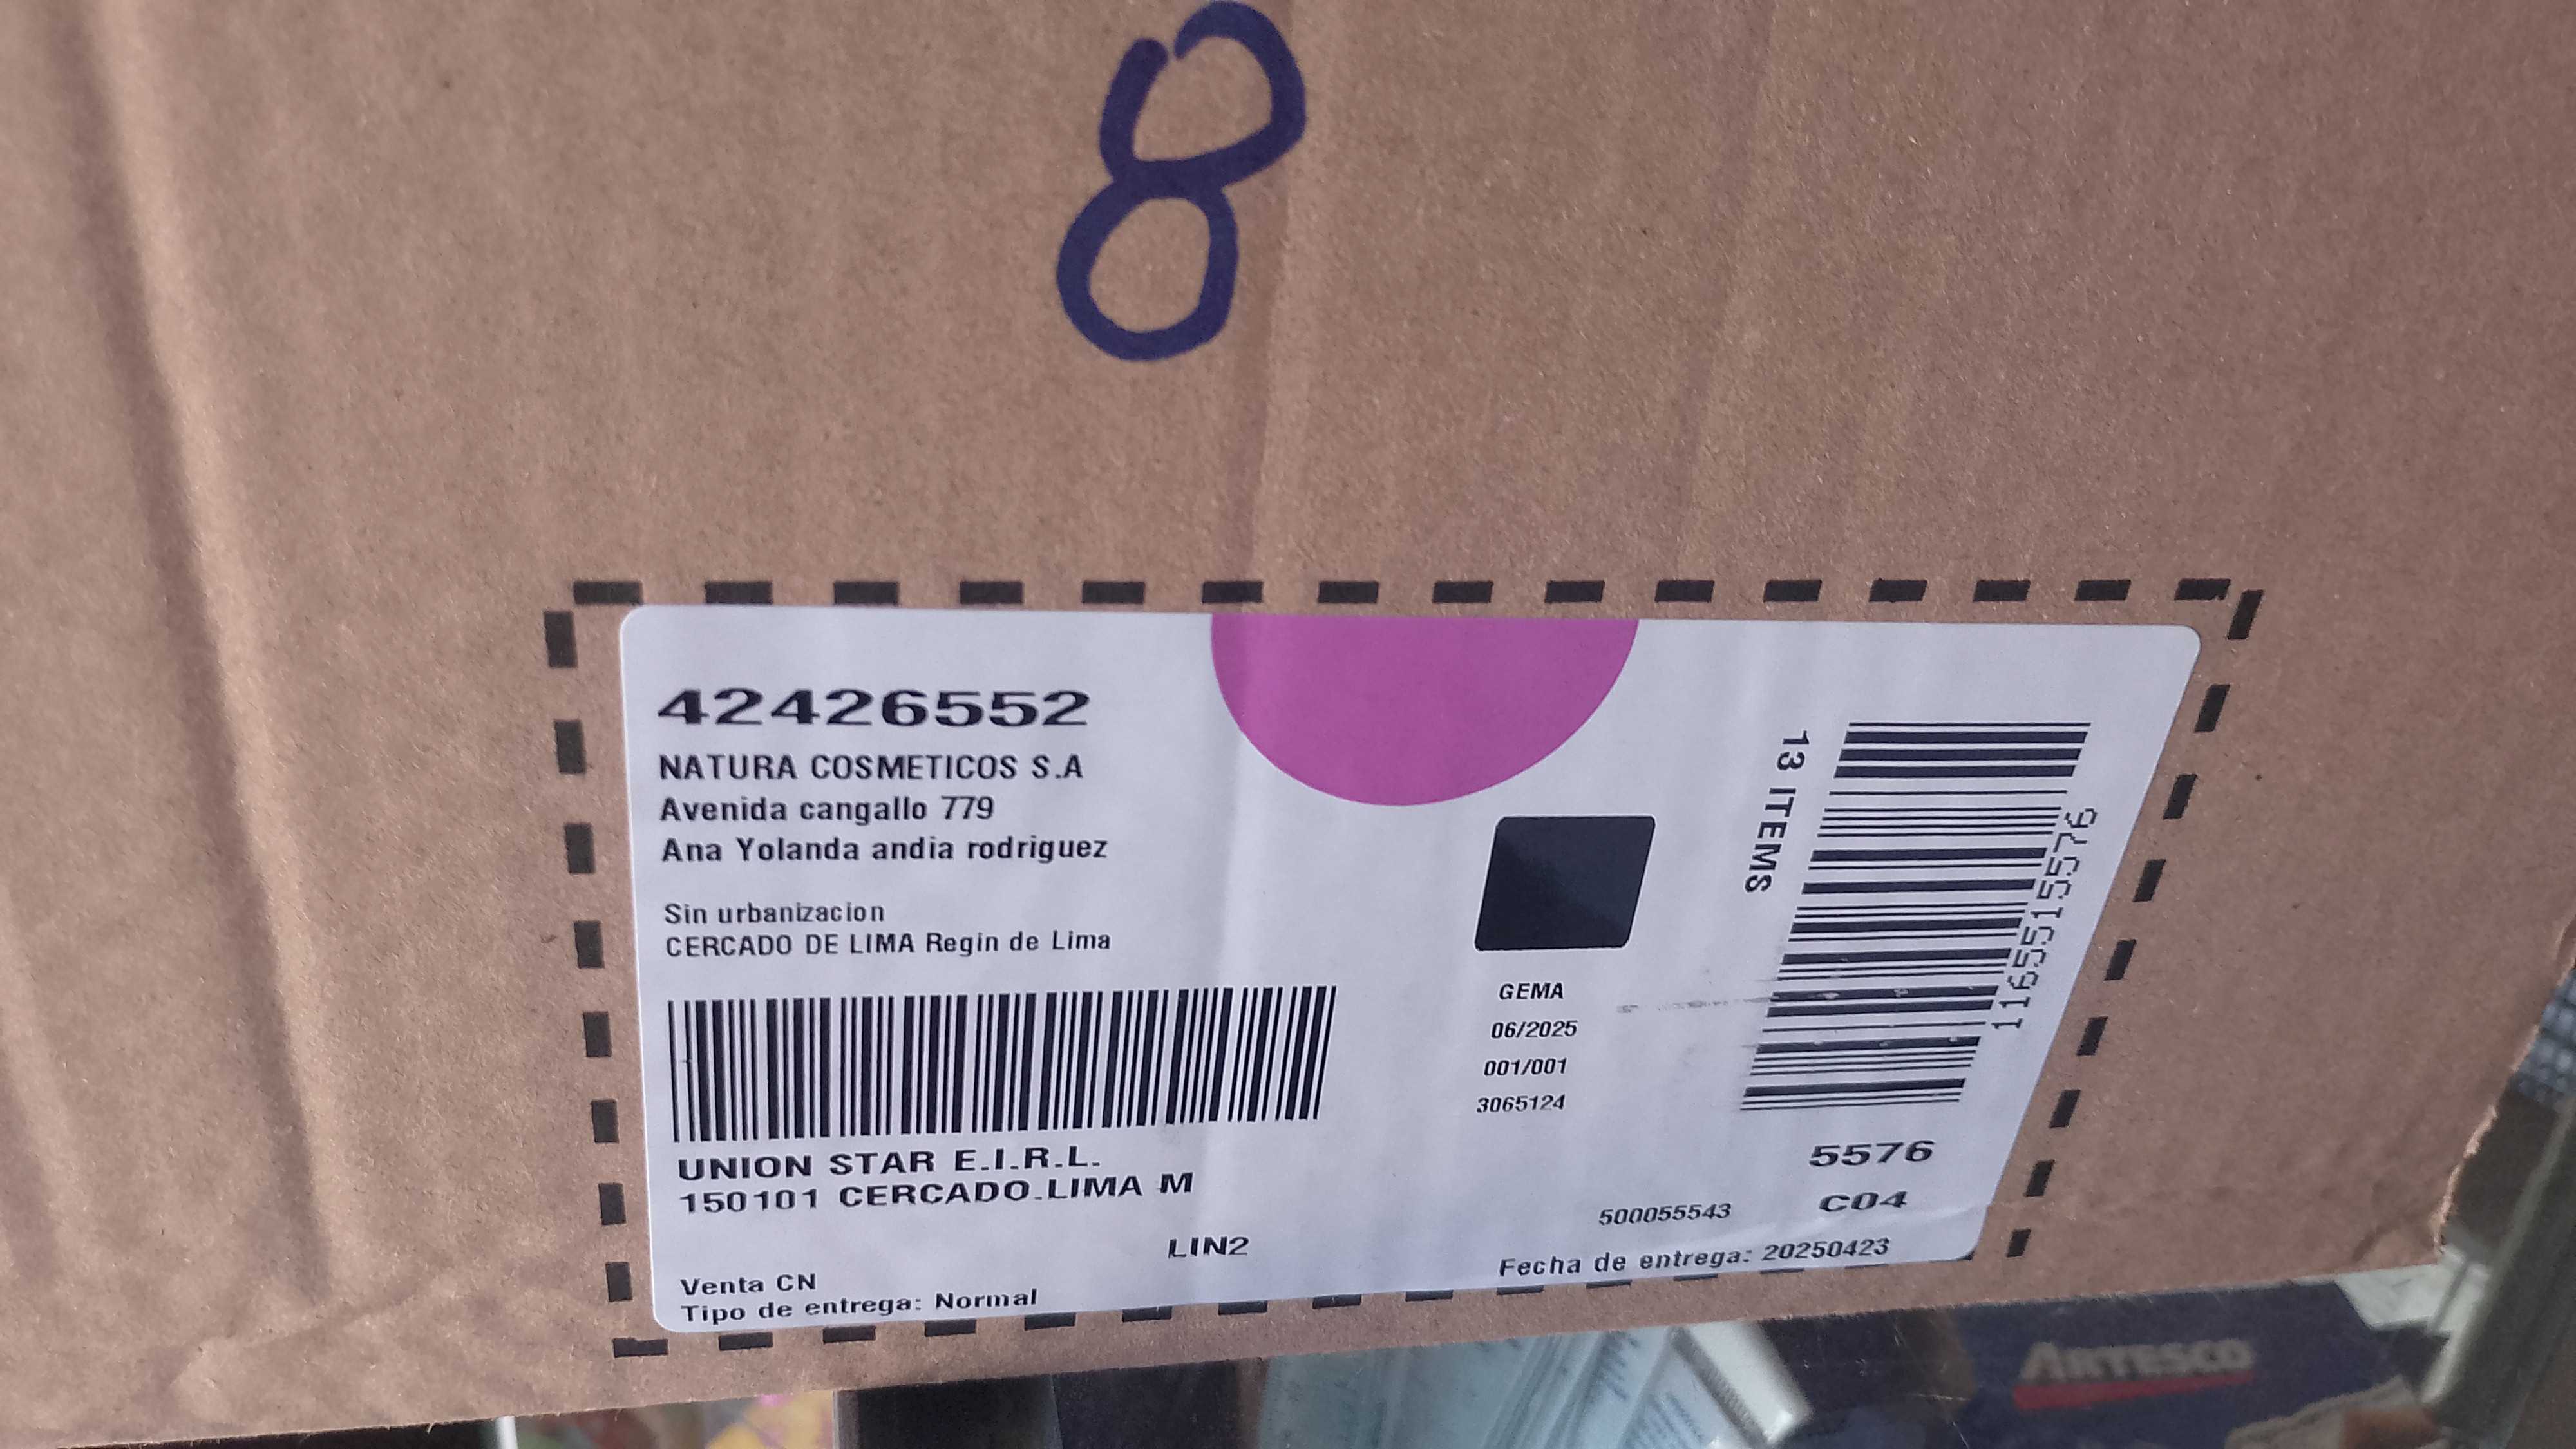 8
42426552
NATURA COSMETICOS S.A
Avenida cangallo 779
Ana Yolanda andia rodriguez
Sin urbanizacion
CERCADO DE LIMA Regin de Lima
UNION STAR E.I.R.L.
150101 CERCADO.LIMA M
LIN2
Venta CN
Tipo de entrega: Normal
GEMA
06/2025
001/001
3065124
13 ITEMS
1165515576
5576
C04
500055543
Fecha de entrega: 20250423
ARTESCO